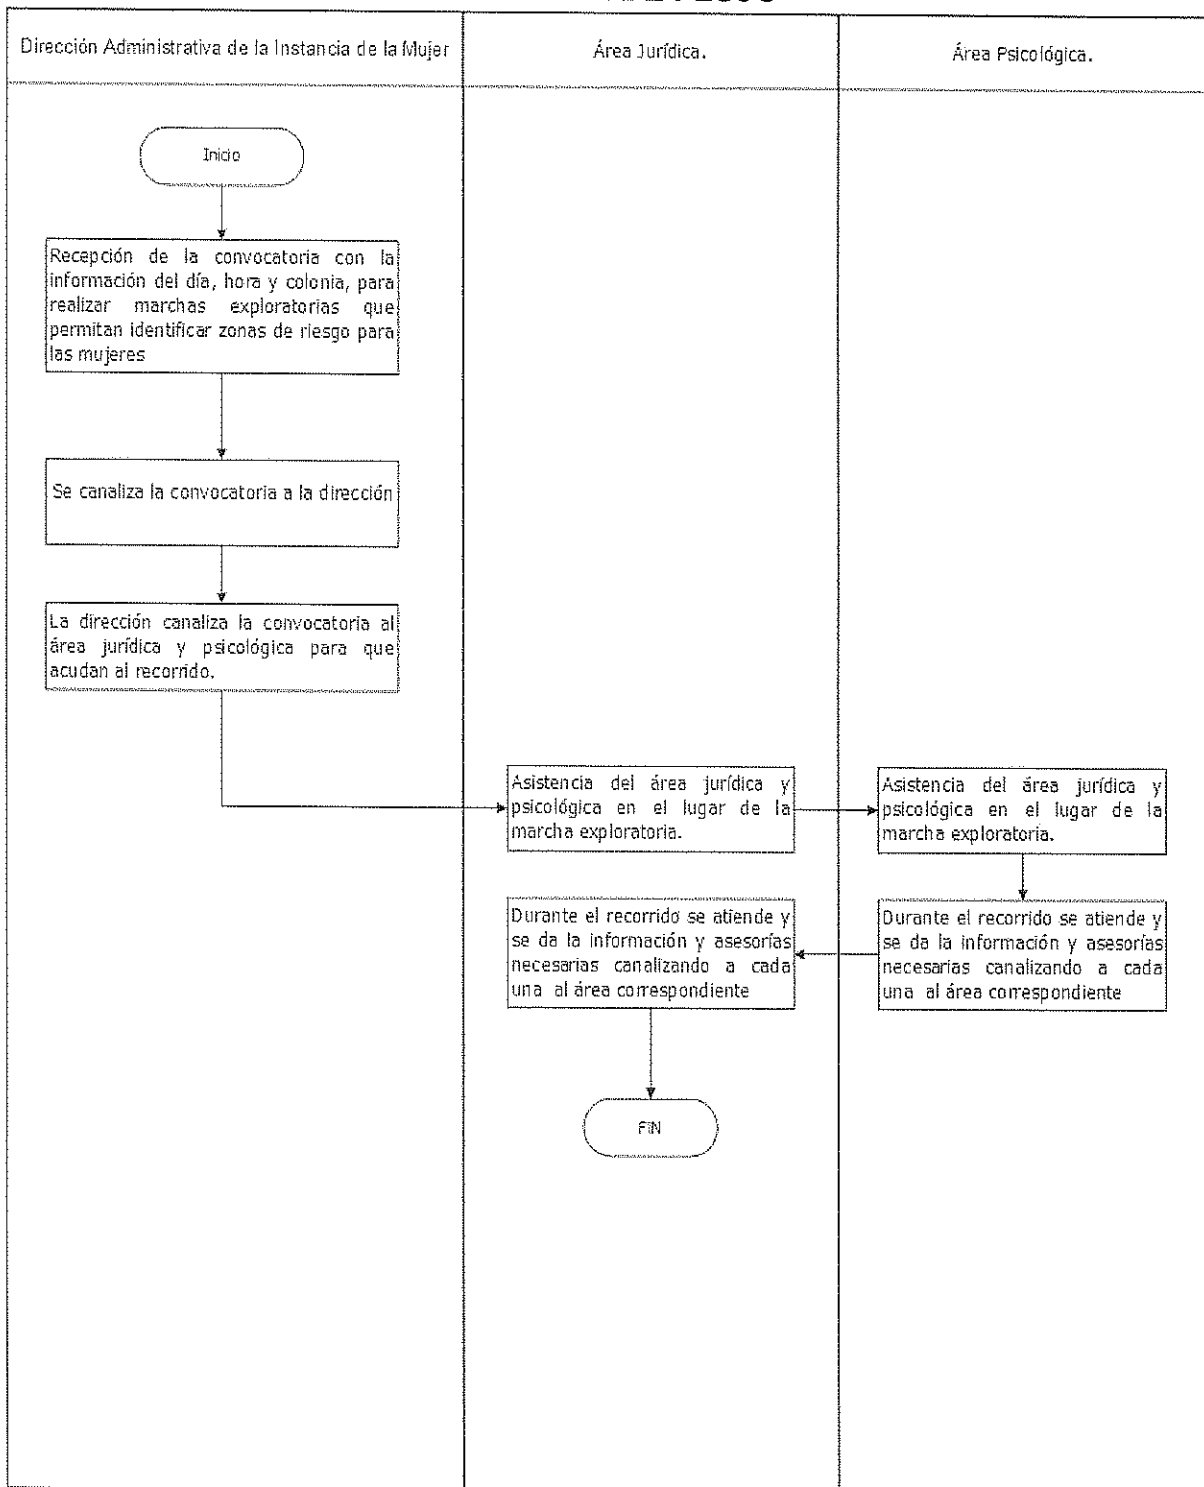 Dirección Administrativa de la Instancia de la Mujer
Área Jurídica.
Área Psicológica.
Inicio
Recepción de la convocatoria con la
información del día, hora y colonia, para
realizar marchas exploratorias que
permitan identificar zonas de riesgo para
las mujeres
Se canaliza la convocatoria a la dirección
La dirección canaliza la convocatoria al
área jurídica y psicológica para que
acudan al recorrido.
Asistencia del área jurídica y
psicológica en el lugar de la
marcha exploratoria.
Asistencia del área jurídica y
psicológica en el lugar de la
marcha exploratoria.
Durante el recorrido se atiende y
se da la información y asesorías
necesarias canalizando a cada
una al área correspondiente
Durante el recorrido se atiende y
se da la información y asesorías
necesarias canalizando a cada
una al área correspondiente
FIN